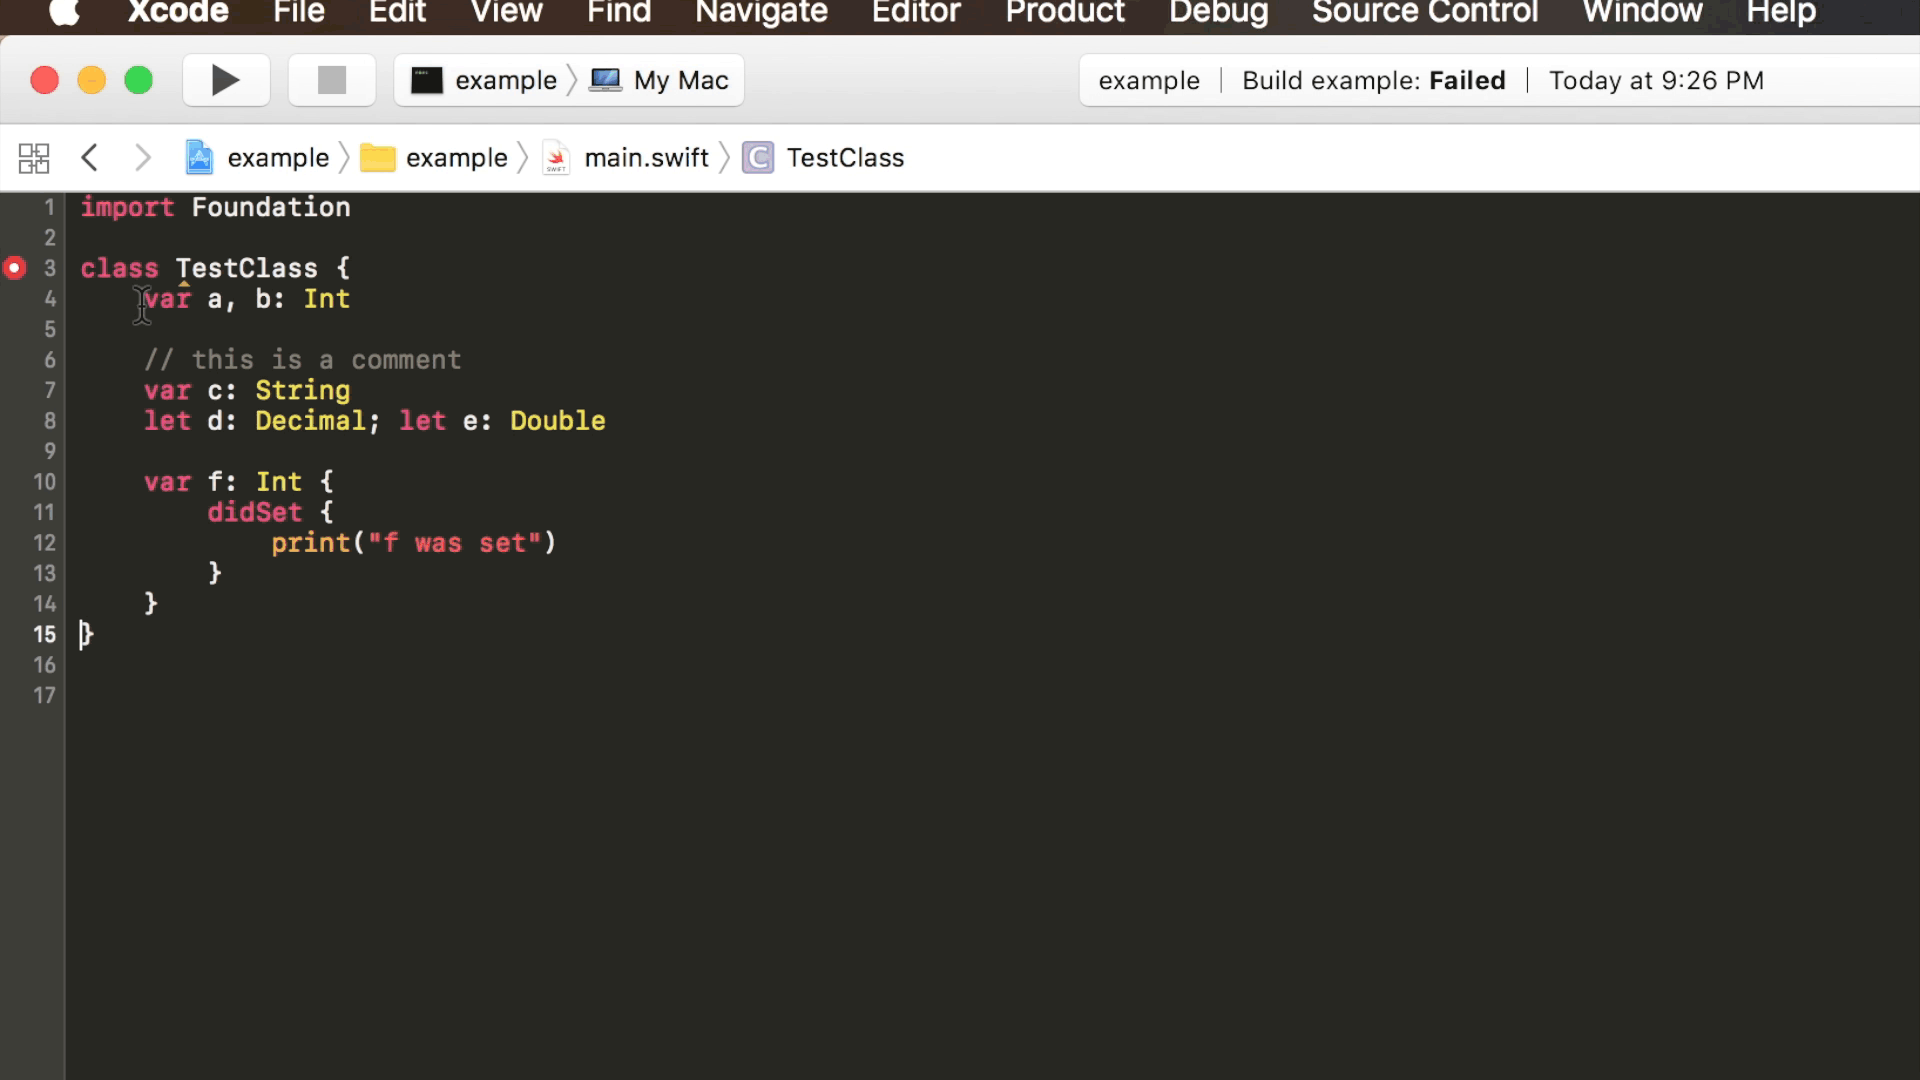 Xcode File Edit View Find Navigate Editor Product Debug Source Control Window Help
example My Mac example | Build example: Failed | Today at 9:26 PM
example example main.swift C TestClass
1 import Foundation
2
3 class TestClass {
4 var a, b: Int
5
6 // this is a comment
7 var c: String
8 let d: Decimal; let e: Double
9
10 var f: Int {
11 didSet {
12 print("f was set")
13 }
14 }
15 }
16
17